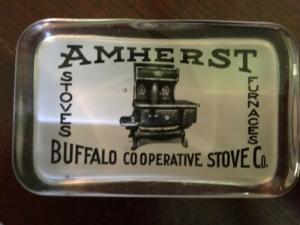 AMHERST
STOVES
FURNACES
BUFFALO COOPERATIVE STOVE CO.